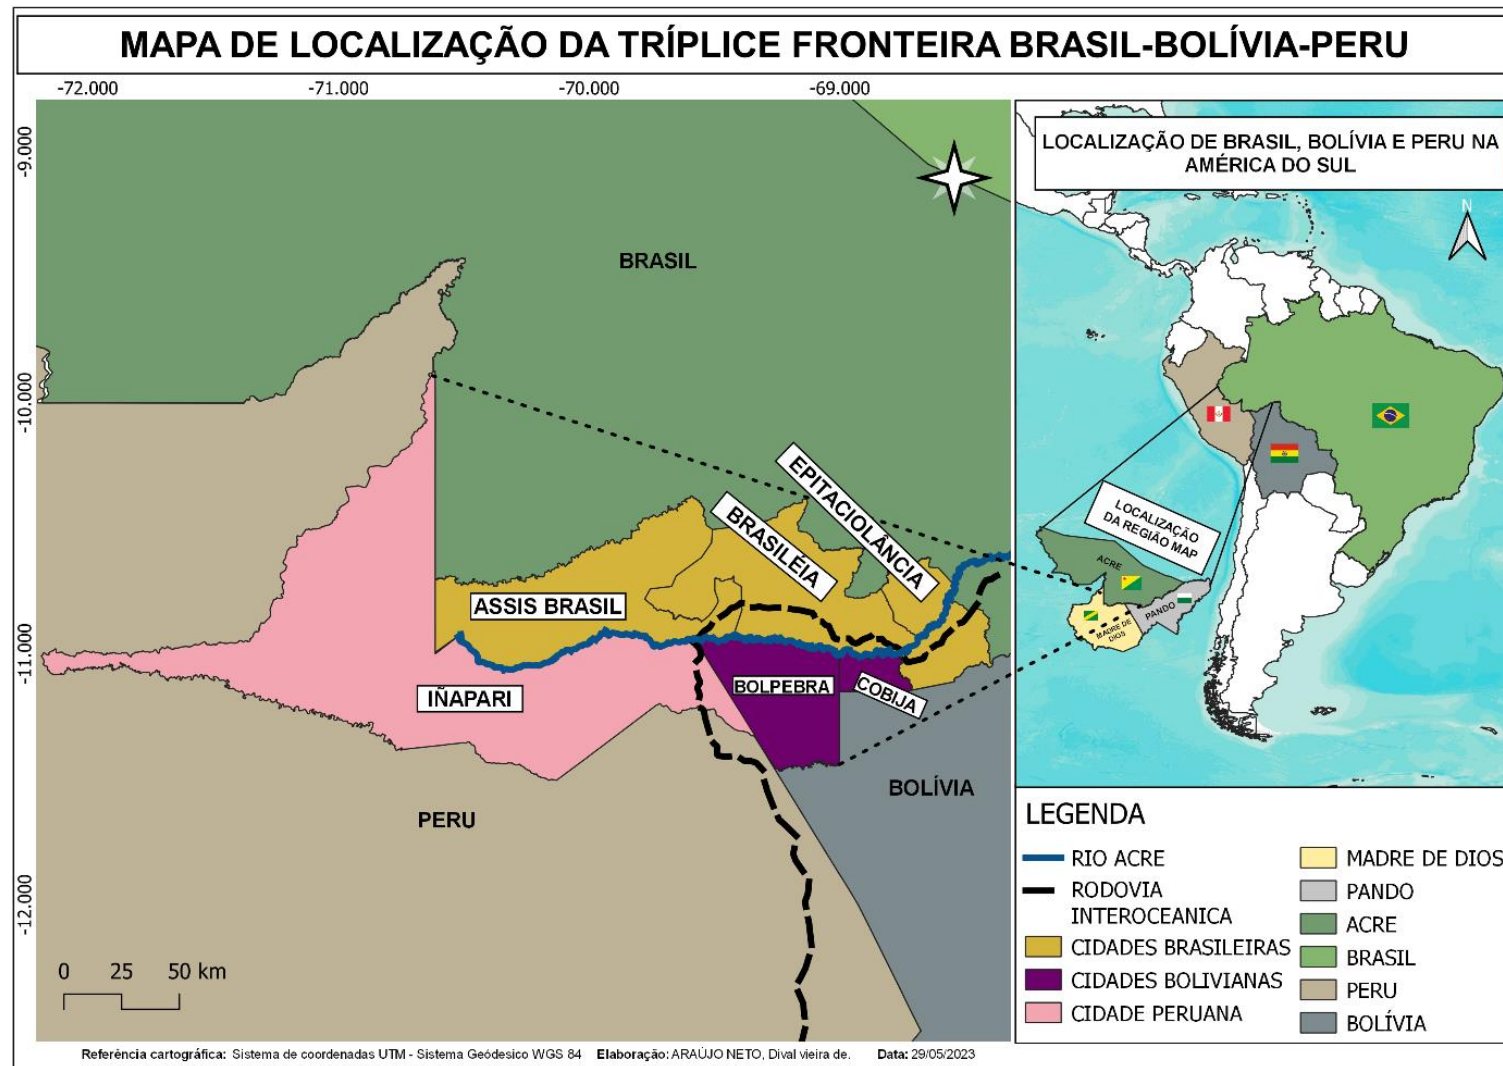 MAPA DE LOCALIZAÇÃO DA TRÍPLICE FRONTEIRA BRASIL-BOLÍVIA-PERU
-72.000
-71.000
-70.000
-69.000
-9.000
-10.000
-11.000
-12.000
BRASIL
EPITACIOLÂNCIA
BRASILÉIA
ASSIS BRASIL
IÑAPARI
BOLPEBRA
COBIJA
BOLÍVIA
PERU
0 25 50 km
LOCALIZAÇÃO DE BRASIL, BOLÍVIA E PERU NA
AMÉRICA DO SUL
N
LOCALIZAÇÃO
DA REGIÃO MAP
ACRE
PANDO
MADRE DE
DIOS
LEGENDA
RIO ACRE
RODOVIA
INTEROCEANICA
CIDADES BRASILEIRAS
CIDADES BOLIVIANAS
CIDADE PERUANA
MADRE DE DIOS
PANDO
ACRE
BRASIL
PERU
BOLÍVIA
Referência cartográfica: Sistema de coordenadas UTM - Sistema Geódesico WGS 84 Elaboração: ARAÚJO NETO, Dival vieira de. Data: 29/05/2023